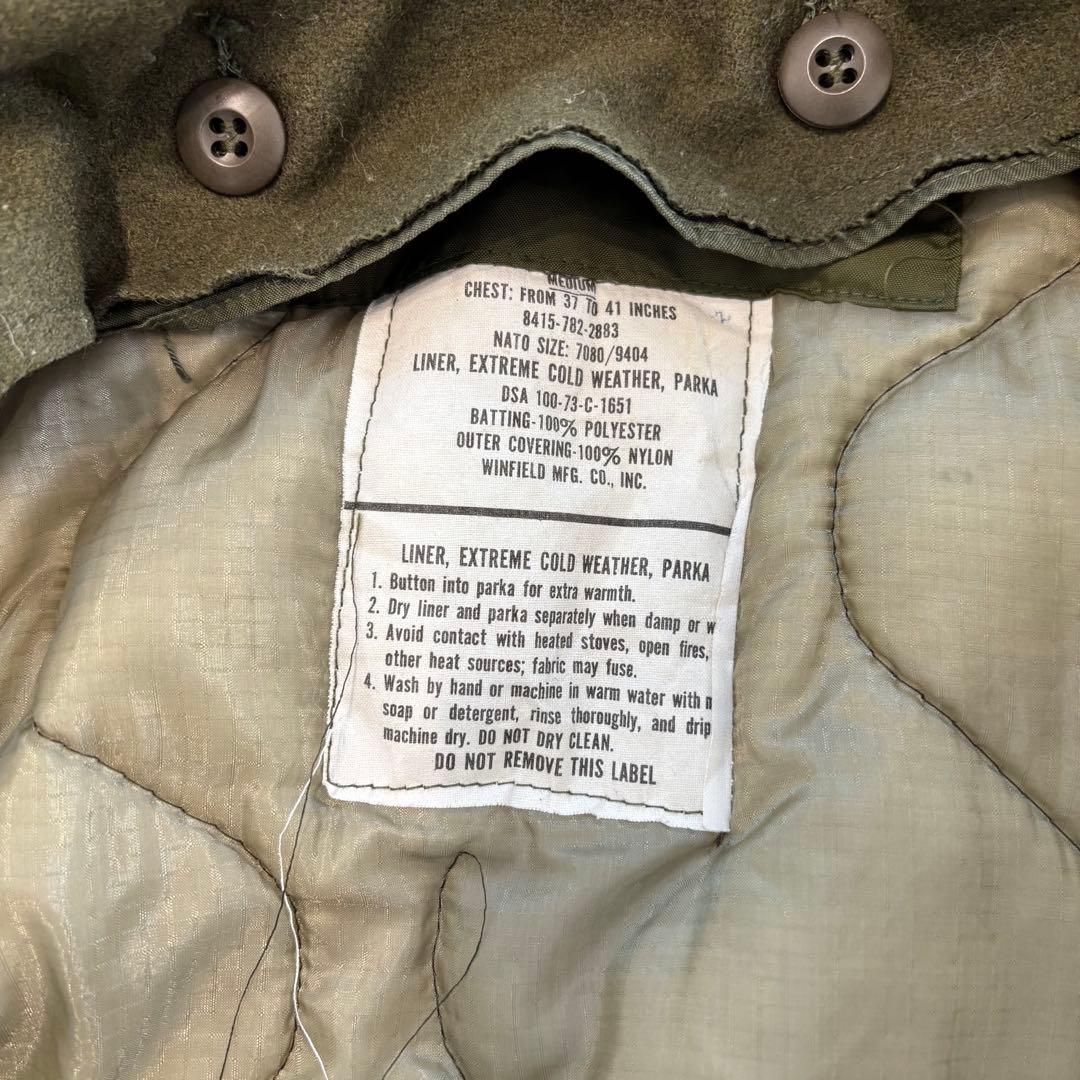 MEDIUM
CHEST: FROM 37 TO 41 INCHES
8415-782-2883
NATO SIZE: 7080/9404
LINER, EXTREME COLD WEATHER, PARKA
DSA 100-73-C-1651
BATTING-100% POLYESTER
OUTER COVERING-100% NYLON
WINFIELD MFG. CO., INC.
LINER, EXTREME COLD WEATHER, PARKA
1. Button into parka for extra warmth.
2. Dry liner and parka separately when damp or w
3. Avoid contact with heated stoves, open fires,
other heat sources; fabric may fuse.
4. Wash by hand or machine in warm water with
soap or detergent, rinse thoroughly, and drip
machine dry. DO NOT DRY CLEAN.
DO NOT REMOVE THIS LABEL